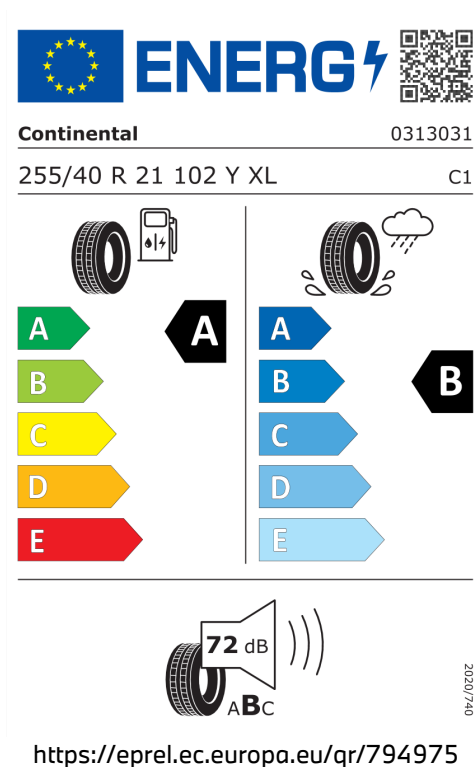 ENERG
Continental 0313031
255/40 R 21 102 Y XL C1
A A
B
C
D
E
A
B B
C
D
E
72 dB
ABC
2020/740
https://eprel.ec.europa.eu/qr/794975